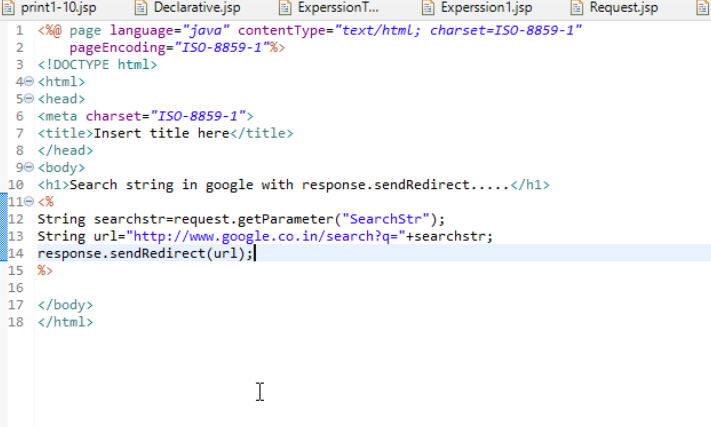 print1-10.jsp Declarative.jsp ExperssionT... Experssion1.jsp Request.jsp
1 <%@ page language="java" contentType="text/html; charset=ISO-8859-1"
2     pageEncoding="ISO-8859-1"%>
3 <!DOCTYPE html>
4 <html>
5 <head>
6 <meta charset="ISO-8859-1">
7 <title>Insert title here</title>
8 </head>
9 <body>
10 <h1>Search string in google with response.sendRedirect.....</h1>
11 <%
12 String searchstr=request.getParameter("SearchStr");
13 String url="http://www.google.co.in/search?q="+searchstr;
14 response.sendRedirect(url);
15 %>
16
17 </body>
18 </html>